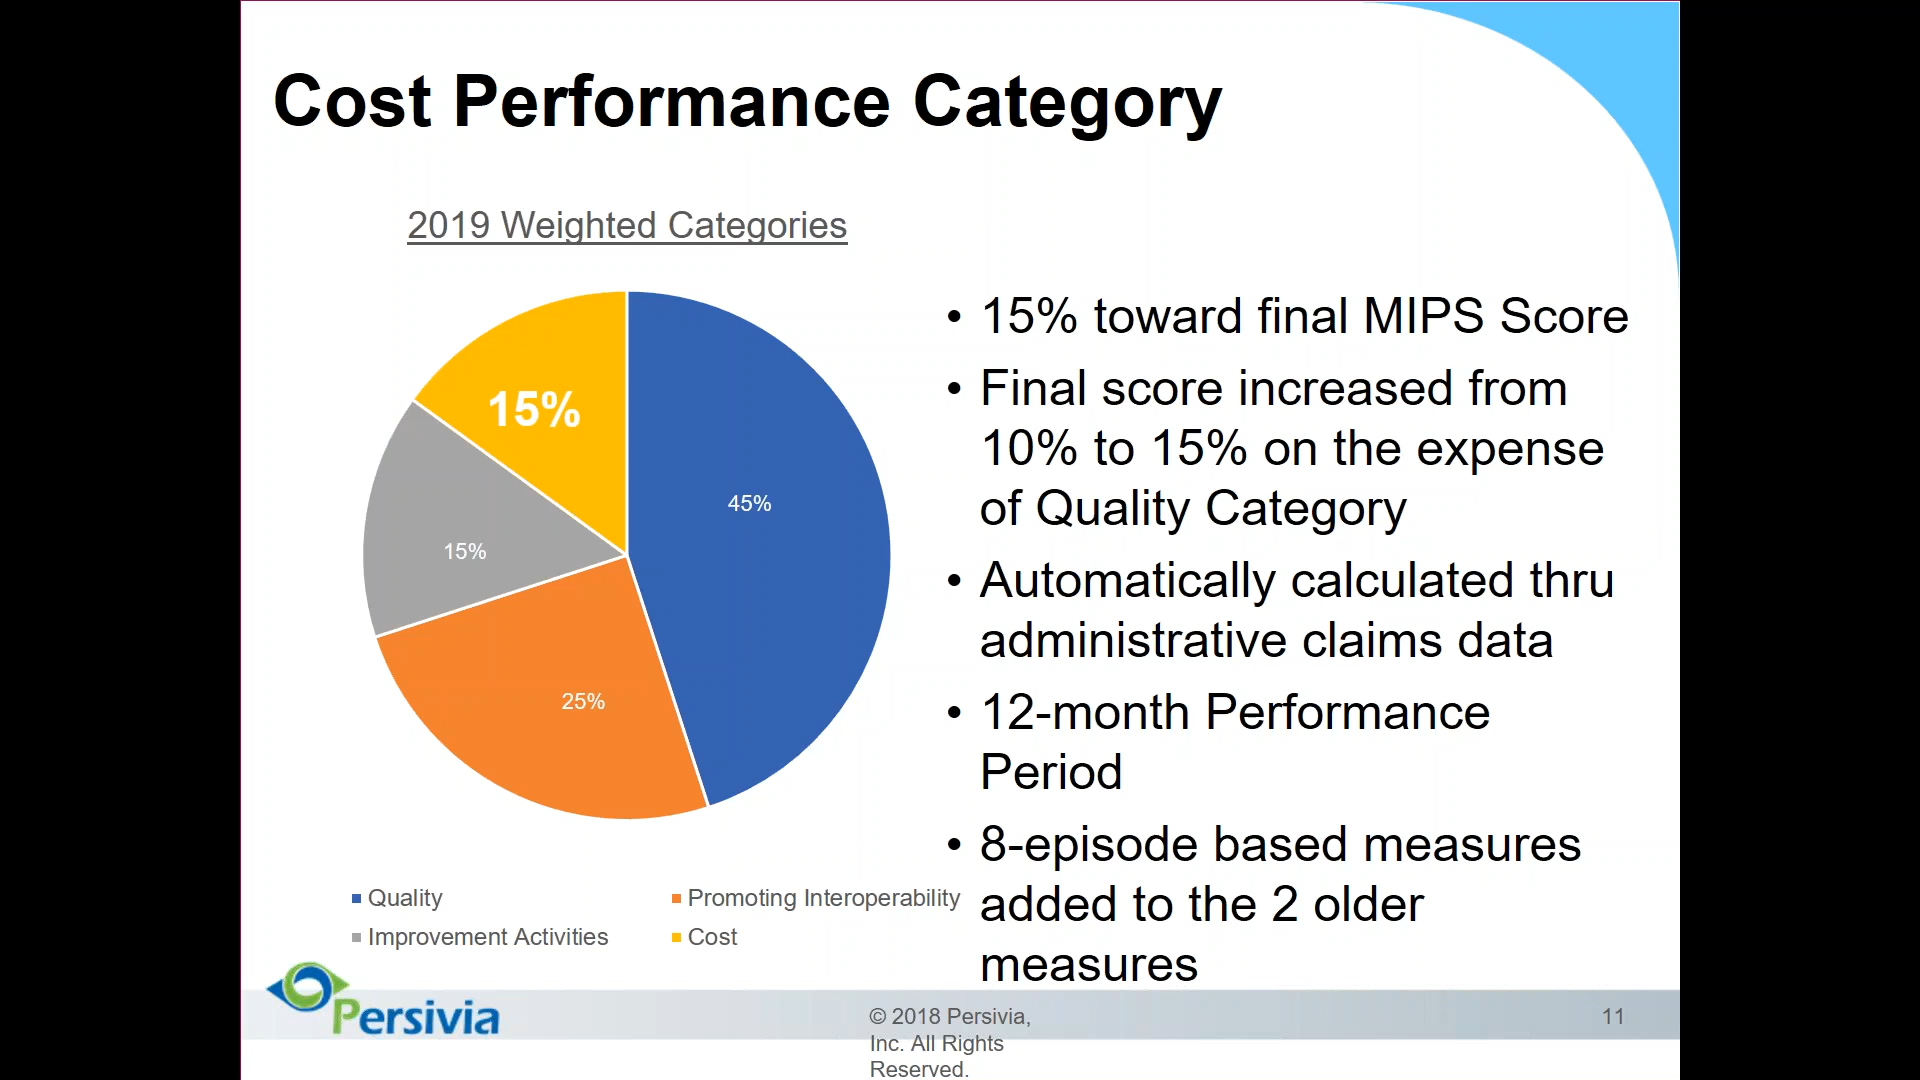 Cost Performance Category
2019 Weighted Categories
15%
45%
15%
25%
Quality
Promoting Interoperability
Improvement Activities
Cost
• 15% toward final MIPS Score
• Final score increased from
10% to 15% on the expense
of Quality Category
• Automatically calculated thru
administrative claims data
• 12-month Performance
Period
• 8-episode based measures
added to the 2 older
measures
Persivia
© 2018 Persivia,
Inc. All Rights
Reserved.
11